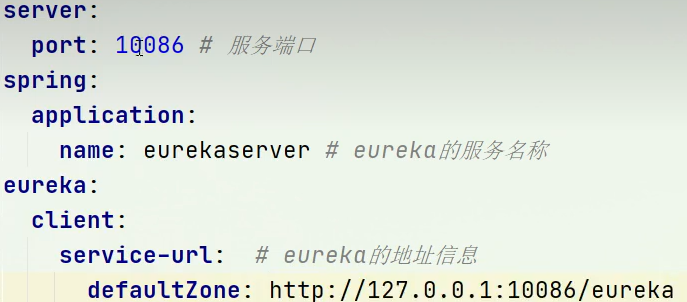 server:
  port: 10086 # 服务端口
spring:
  application:
    name: eurekaserver # eureka的服务名称
eureka:
  client:
    service-url:  # eureka的地址信息
      defaultZone: http://127.0.0.1:10086/eureka